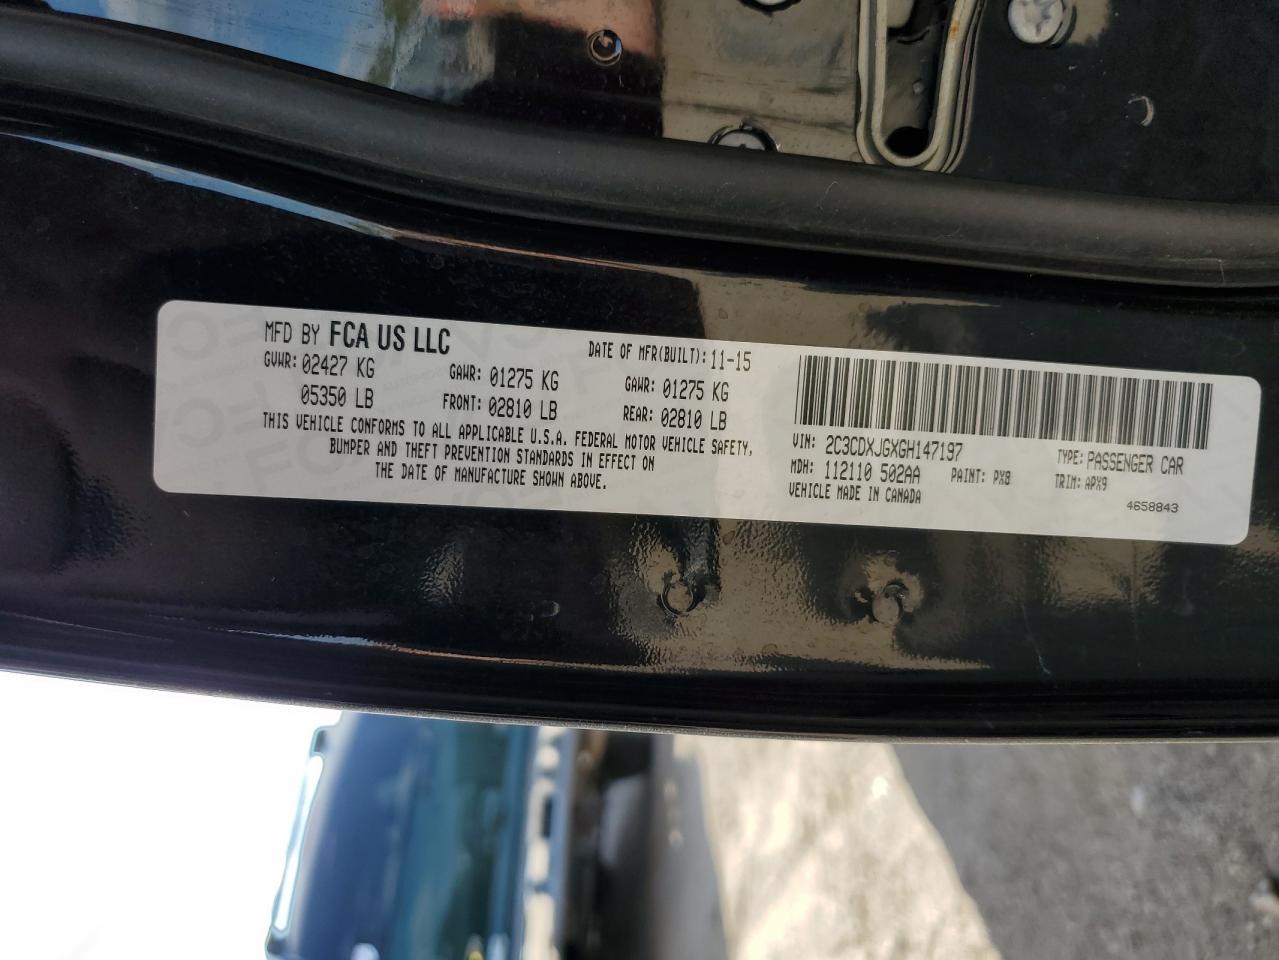 MFD BY FCA US LLC
DATE OF MFR(BUILT): 11-15
GVWR: 02427 KG
05350 LB
GAWR: 01275 KG
FRONT: 02810 LB
GAWR: 01275 KG
REAR: 02810 LB
THIS VEHICLE CONFORMS TO ALL APPLICABLE U.S.A. FEDERAL MOTOR VEHICLE SAFETY,
BUMPER AND THEFT PREVENTION STANDARDS IN EFFECT ON
THE DATE OF MANUFACTURE SHOWN ABOVE.
VIN: 2C3CDXJGXGH147197
TYPE: PASSENGER CAR
MDH: 112110 502AA
PAINT: PX8
TRIM: APX9
VEHICLE MADE IN CANADA
4658843